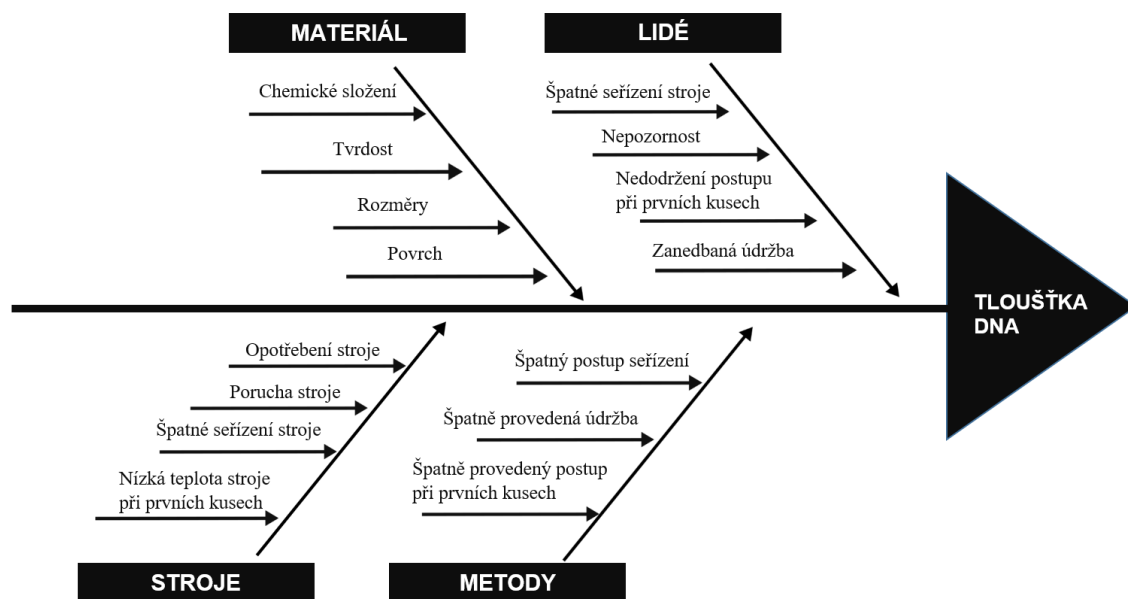 MATERIÁL
Chemické složení
Tvrdost
Rozměry
Povrch
LIDÉ
Špatné seřízení stroje
Nepozornost
Nedodržení postupu
při prvních kusech
Zanedbaná údržba
TLOUŠŤKA
DNA
Opotřebení stroje
Porucha stroje
Špatné seřízení stroje
Nízká teplota stroje
při prvních kusech
STROJE
Špatný postup seřízení
Špatně provedená údržba
Špatně provedený postup
při prvních kusech
METODY